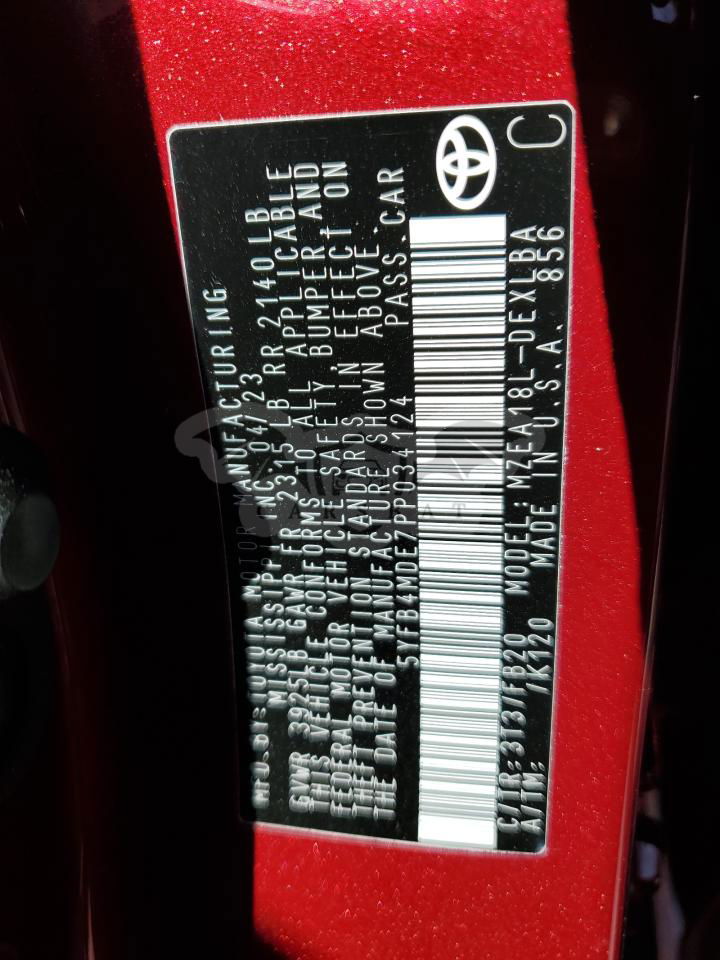 MFD.BY: TOYOTA MOTOR MANUFACTURING
MISSISSIPPI, INC. 04/23
GVWR 3925LB GAWR FR 2315 LB RR 2140LB
THIS VEHICLE CONFORMS TO ALL APPLICABLE
FEDERAL MOTOR VEHICLE SAFETY, BUMPER AND
THEFT PREVENTION STANDARDS IN EFFECT ON
THE DATE OF MANUFACTURE SHOWN ABOVE.
5YFB4MDE7PP034124 PASS.CAR
C/TR:3T3/FB20 MODEL:MZEA18L-DEXLBA
A/TM: /K120 MADE IN U.S.A. 856
C